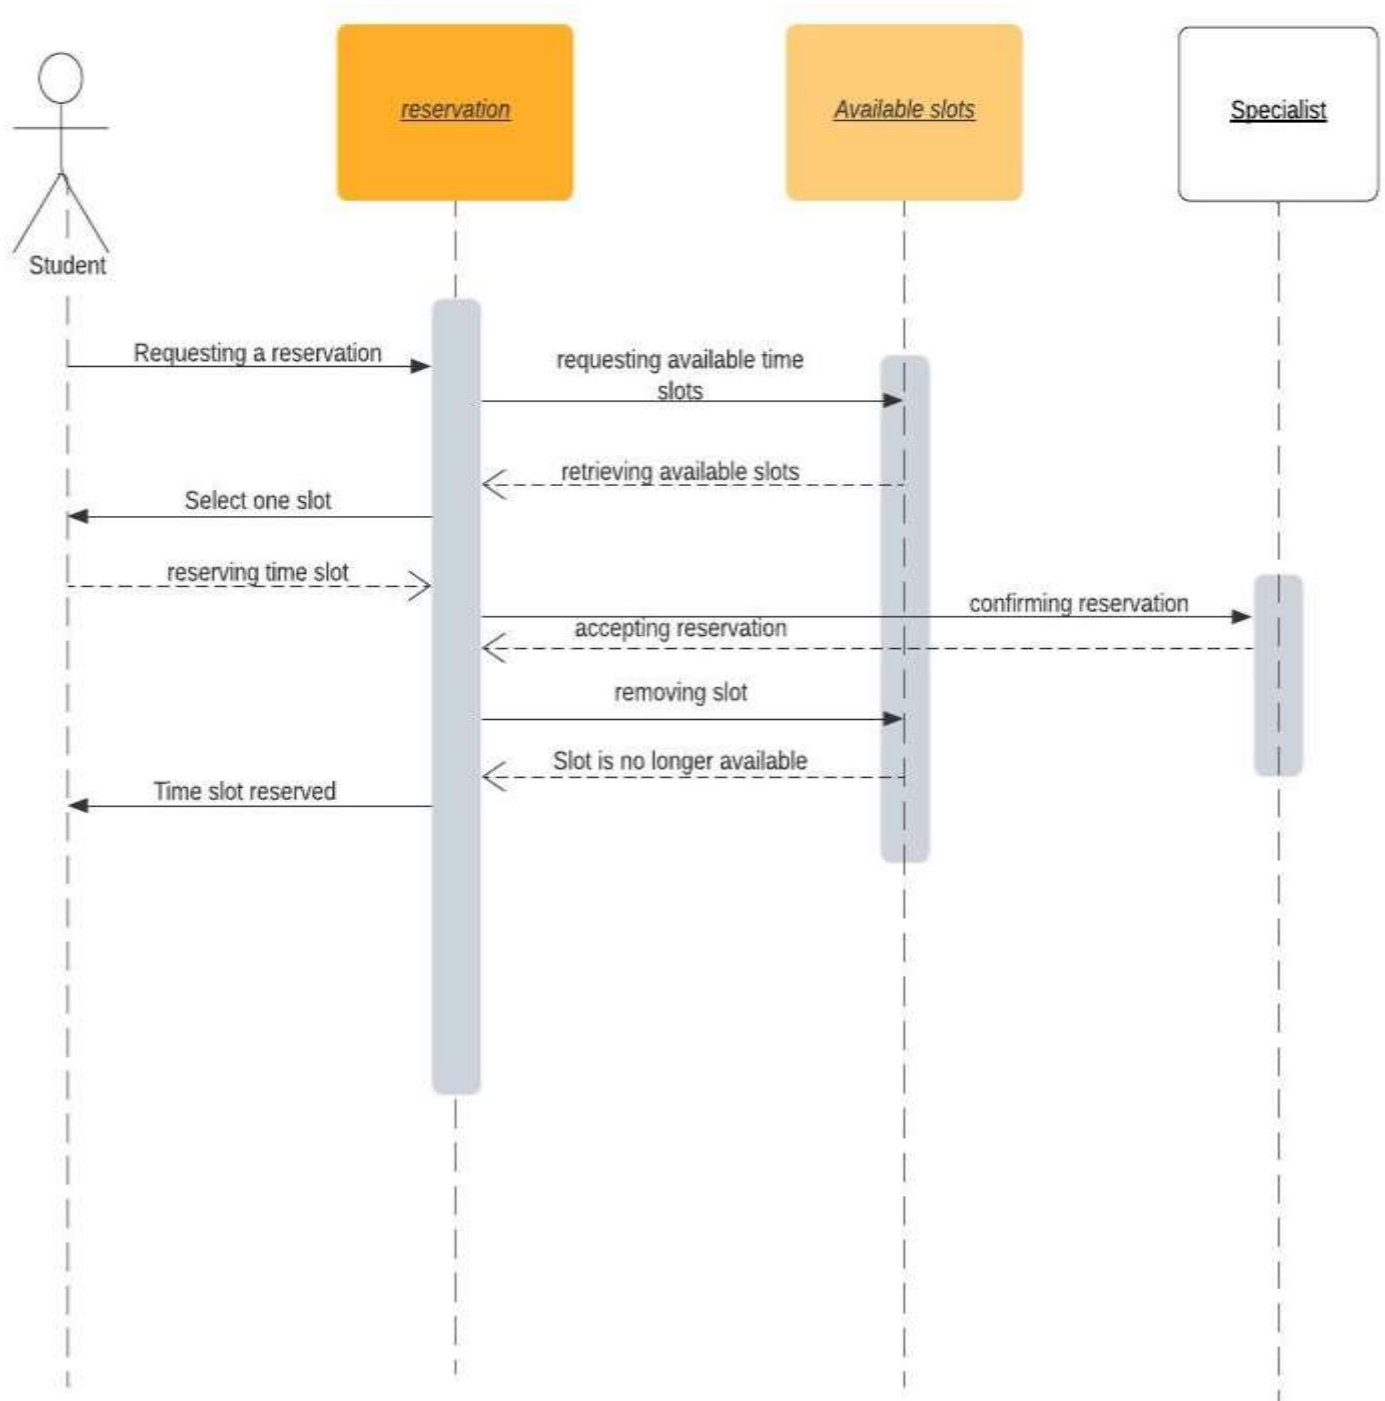 reservation
Available slots
Specialist
Student
Requesting a reservation
requesting available time
slots
retrieving available slots
Select one slot
reserving time slot
confirming reservation
accepting reservation
removing slot
Slot is no longer available
Time slot reserved